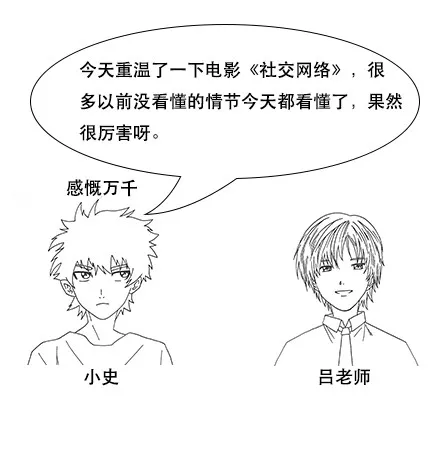 今天重温了一下电影《社交网络》，很
多以前没看懂的情节今天都看懂了，果然
很厉害呀。
感慨万千
小史
吕老师